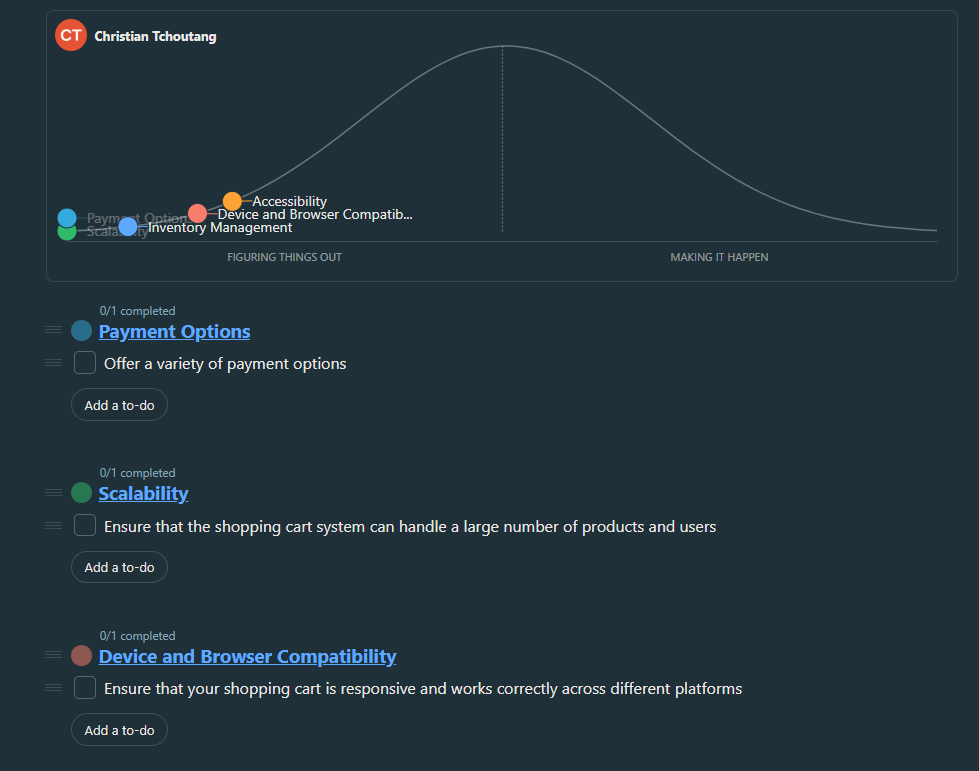 CT Christian Tchoutang
Accessibility
Payment Options
Device and Browser Compatib...
Scalability
Inventory Management
FIGURING THINGS OUT
MAKING IT HAPPEN
0/1 completed
Payment Options
Offer a variety of payment options
Add a to-do
0/1 completed
Scalability
Ensure that the shopping cart system can handle a large number of products and users
Add a to-do
0/1 completed
Device and Browser Compatibility
Ensure that your shopping cart is responsive and works correctly across different platforms
Add a to-do